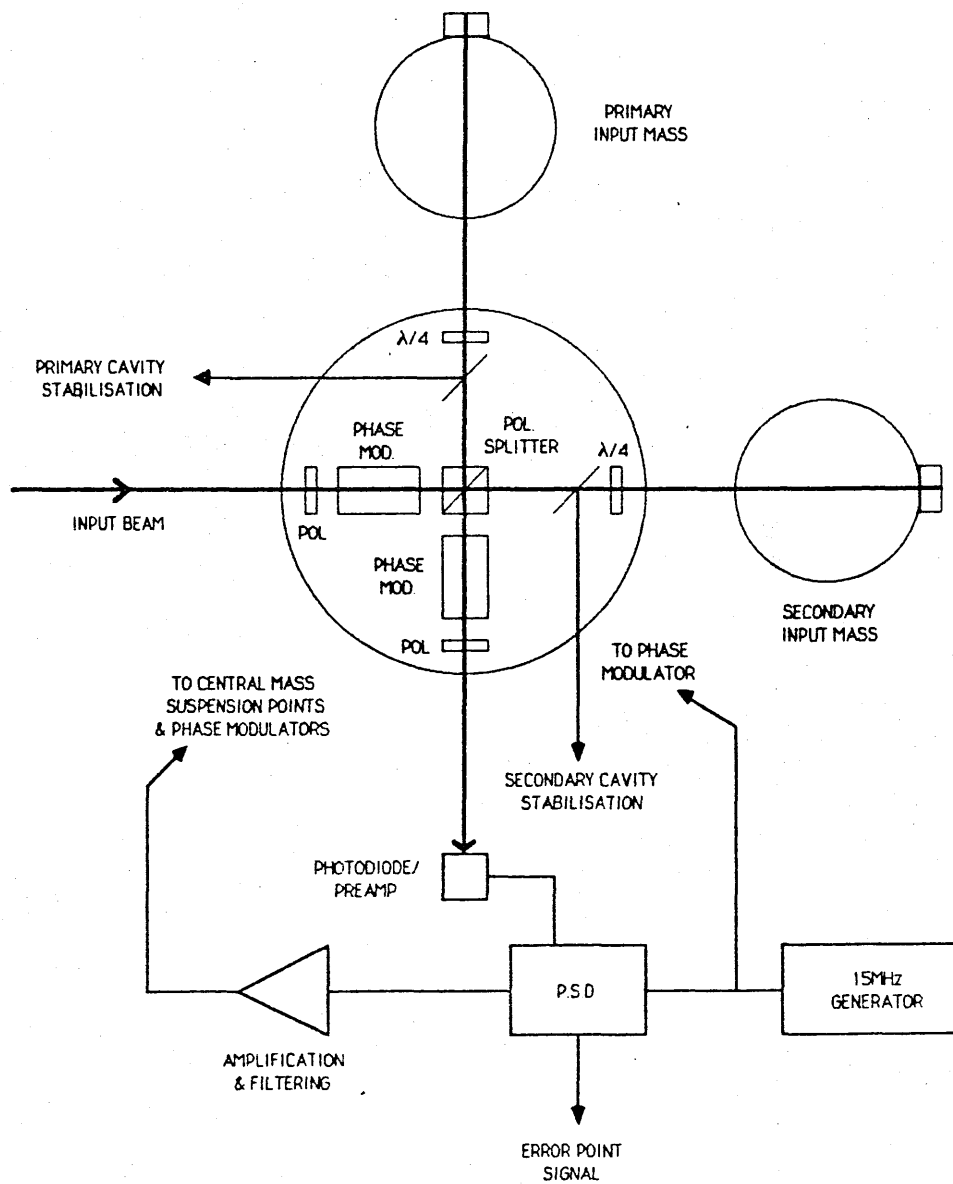 PRIMARY
INPUT MASS
λ/4
PRIMARY CAVITY
STABILISATION
PHASE
MOD.
POL.
SPLITTER
λ/4
INPUT BEAM
POL
PHASE
MOD.
POL
SECONDARY
INPUT MASS
TO PHASE
MODULATOR
TO CENTRAL MASS
SUSPENSION POINTS
& PHASE MODULATORS
SECONDARY CAVITY
STABILISATION
PHOTODIODE/
PREAMP
P.S.D
15MHz
GENERATOR
AMPLIFICATION
& FILTERING
ERROR POINT
SIGNAL